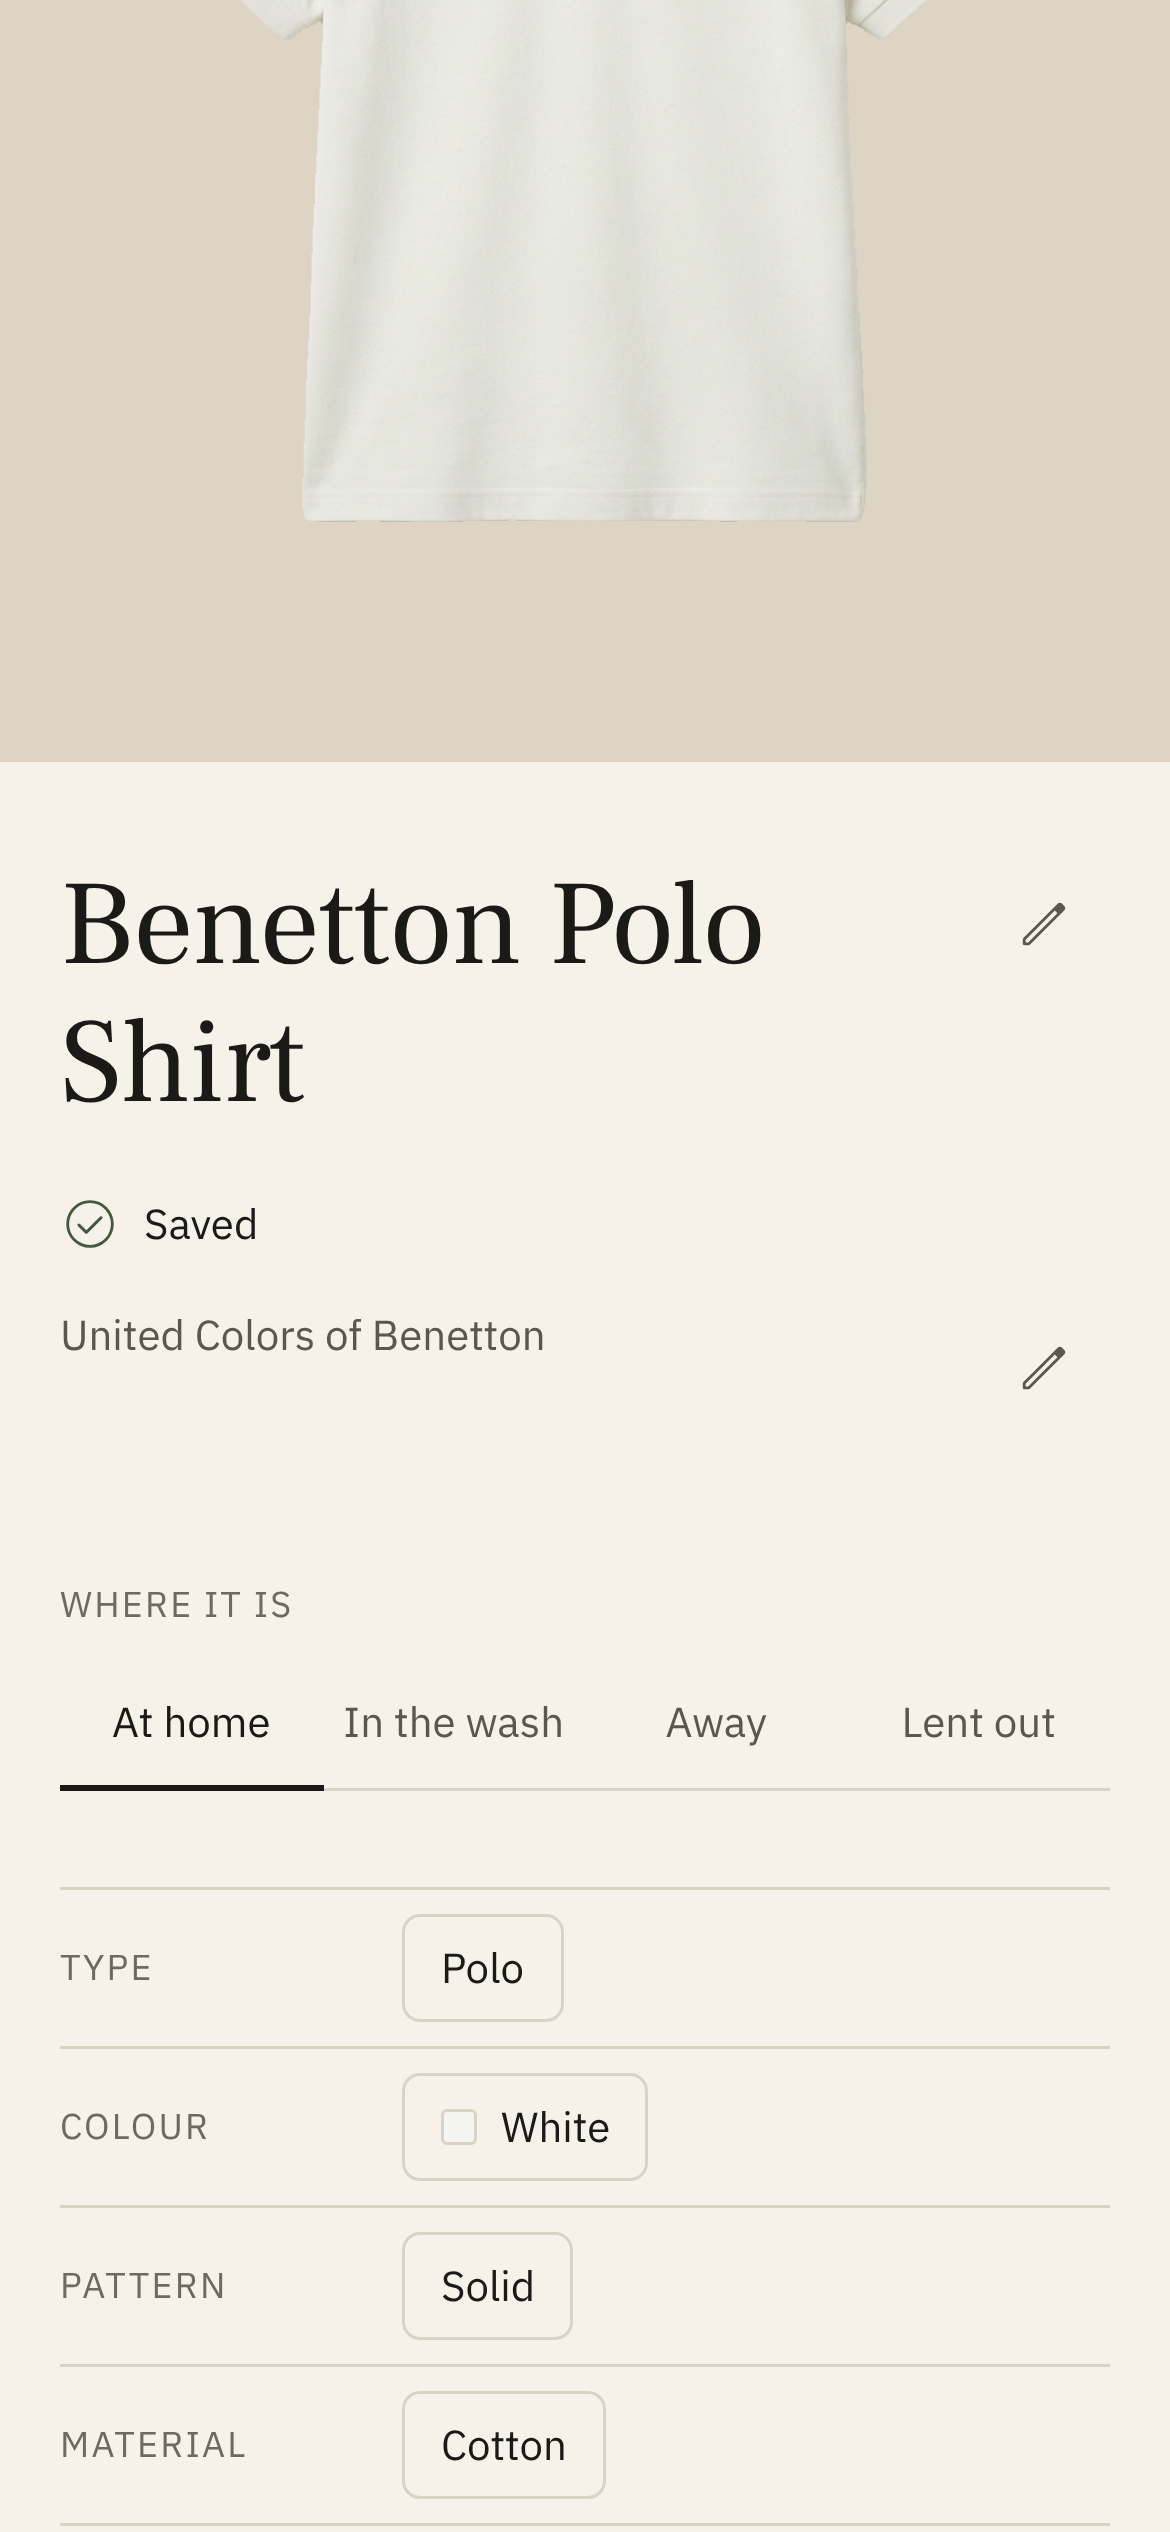 Benetton Polo
Shirt
Saved
United Colors of Benetton
WHERE IT IS
At home In the wash Away Lent out
TYPE Polo
COLOUR White
PATTERN Solid
MATERIAL Cotton